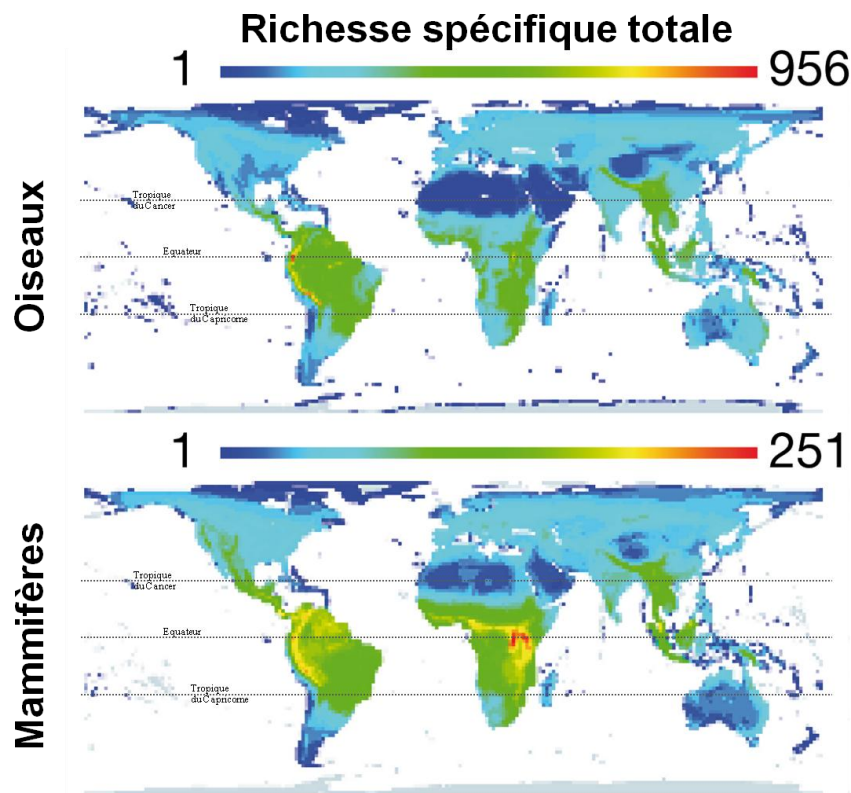 Richesse spécifique totale
1 956
Oiseaux
Tropique
du Cancer
Equateur
Tropique
du Capricorne
1 251
Mammifères
Tropique
du Cancer
Equateur
Tropique
du Capricorne